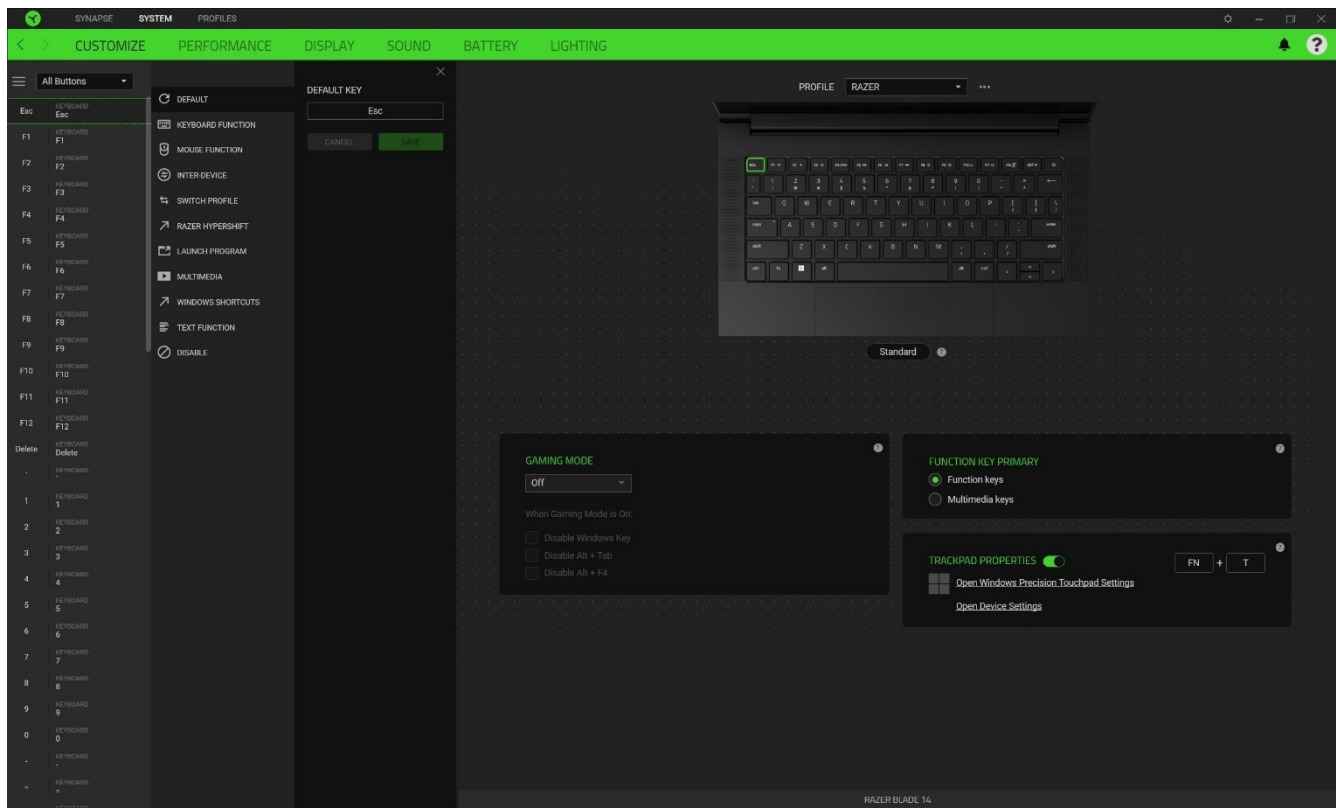 SYNAPSE SYSTEM PROFILES
CUSTOMIZE PERFORMANCE DISPLAY SOUND BATTERY LIGHTING
All Buttons
Esc KEYBOARD Esc
F1 KEYBOARD F1
F2 KEYBOARD F2
F3 KEYBOARD F3
F4 KEYBOARD F4
F5 KEYBOARD F5
F6 KEYBOARD F6
F7 KEYBOARD F7
F8 KEYBOARD F8
F9 KEYBOARD F9
F10 KEYBOARD F10
F11 KEYBOARD F11
F12 KEYBOARD F12
Delete KEYBOARD Delete
KEYBOARD
1 KEYBOARD 1
2 KEYBOARD 2
3 KEYBOARD 3
4 KEYBOARD 4
5 KEYBOARD 5
6 KEYBOARD 6
7 KEYBOARD 7
8 KEYBOARD 8
9 KEYBOARD 9
0 KEYBOARD 0
- KEYBOARD -
= KEYBOARD =
DEFAULT
KEYBOARD FUNCTION
MOUSE FUNCTION
INTER-DEVICE
SWITCH PROFILE
RAZER HYPERSHIFT
LAUNCH PROGRAM
MULTIMEDIA
WINDOWS SHORTCUTS
TEXT FUNCTION
DISABLE
DEFAULT KEY
Esc
CANCEL SAVE
PROFILE RAZER
Q W E R T Y U I O P
A S D F G H J K L
Z X C V B N M
Standard
GAMING MODE
Off
When Gaming Mode is On:
Disable Windows Key
Disable Alt + Tab
Disable Alt + F4
FUNCTION KEY PRIMARY
Function keys
Multimedia keys
TRACKPAD PROPERTIES FN + T
Open Windows Precision Touchpad Settings
Open Device Settings
RAZER BLADE 14